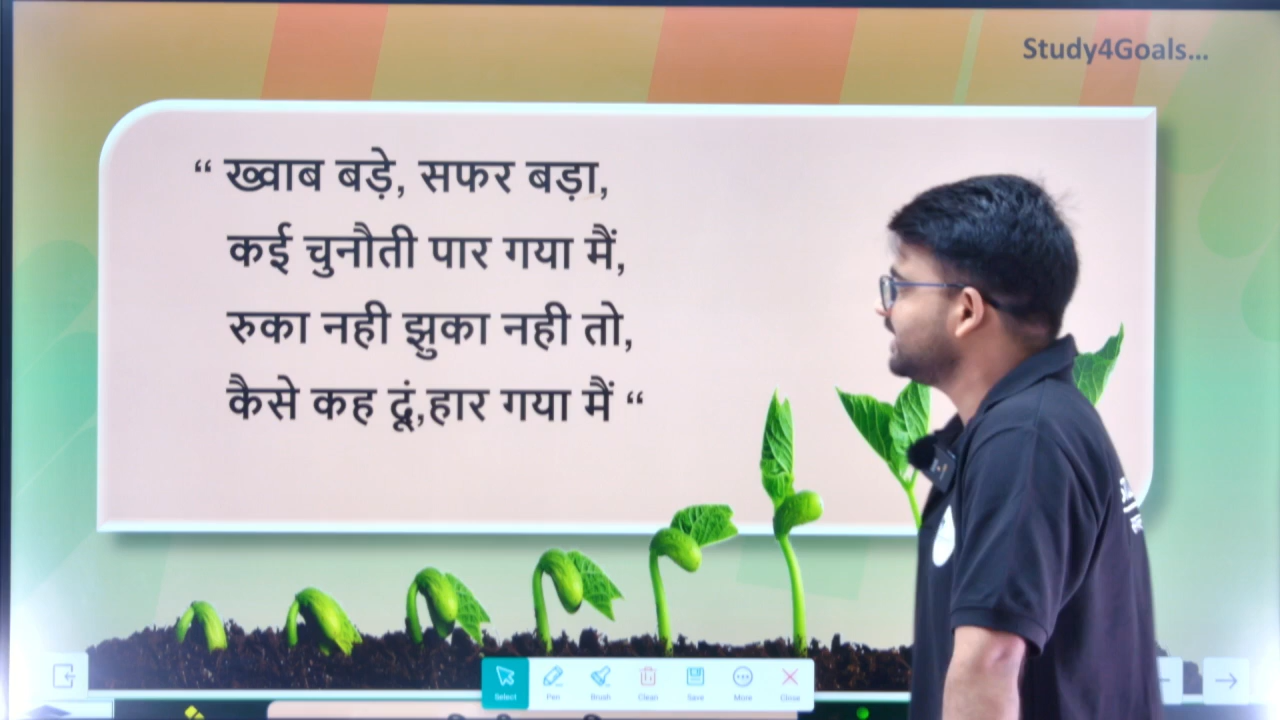 Study4Goals...
“ ख्वाब बड़े, सफर बड़ा,
कई चुनौती पार गया मैं,
रुका नही झुका नही तो,
कैसे कह दूं,हार गया मैं “
Select Pen Brush Clean Save More Close